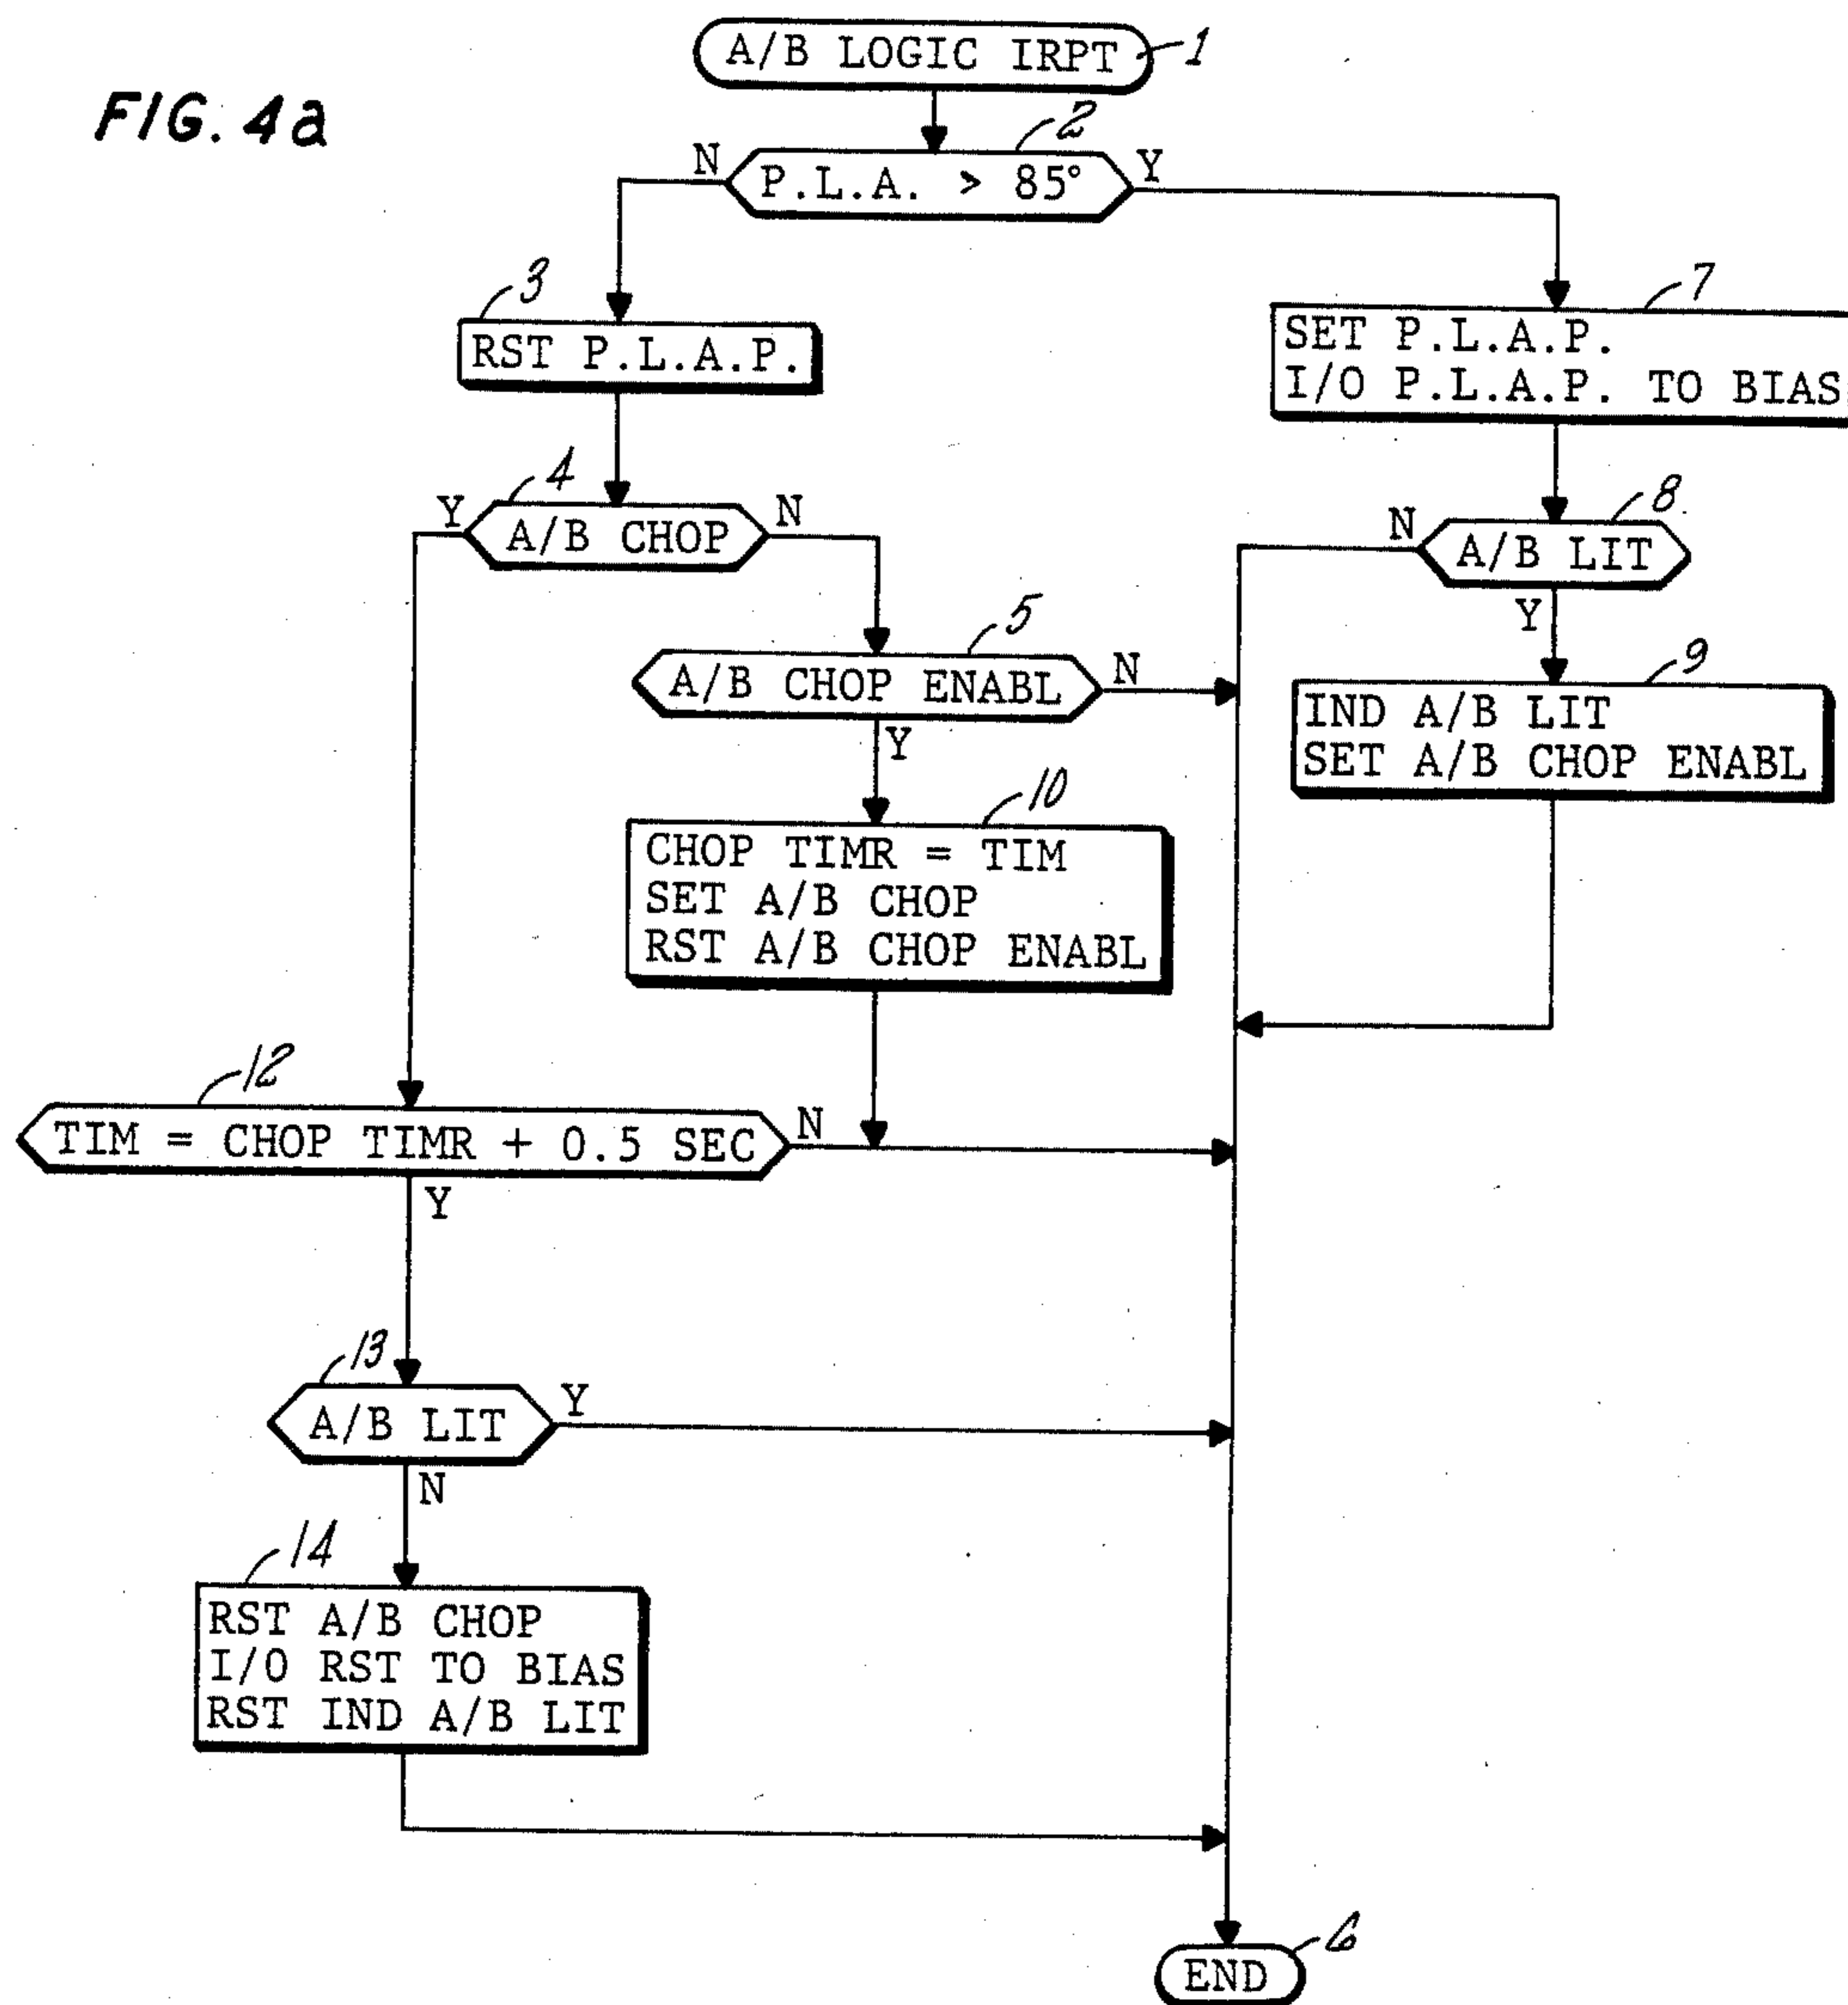 FIG. 4a
A/B LOGIC IRPT
1
2
N
P.L.A. > 85°
Y
3
RST P.L.A.P.
7
SET P.L.A.P.
I/O P.L.A.P. TO BIAS
4
Y
A/B CHOP
N
8
N
A/B LIT
Y
5
A/B CHOP ENABL
N
Y
9
IND A/B LIT
SET A/B CHOP ENABL
10
CHOP TIMR = TIM
SET A/B CHOP
RST A/B CHOP ENABL
12
TIM = CHOP TIMR + 0.5 SEC
N
Y
13
A/B LIT
Y
N
14
RST A/B CHOP
I/O RST TO BIAS
RST IND A/B LIT
6
END